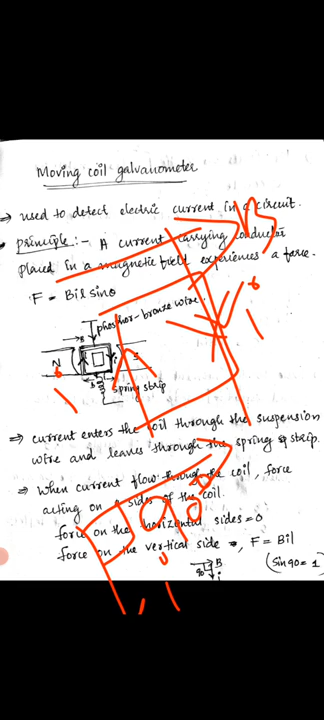 Moving coil galvanometer
⇒ used to detect electric current in a circuit.
principle:- A current carrying conductor
placed in a magnetic field experiences a force.
F = Bil sinθ
phosphor-bronze wire
N S
Spring strip
⇒ current enters the coil through the suspension
wire and leaves through the spring strip.
⇒ When current flow through the coil, force
acting on sides of the coil.
force on the horizontal sides = 0
force on the vertical side, F = Bil
90 B
i
(sin 90 = 1)
90°